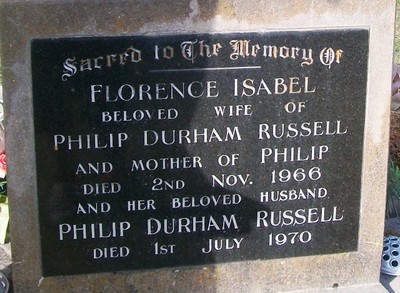 Sacred to The Memory Of
FLORENCE ISABEL
BELOVED WIFE OF
PHILIP DURHAM RUSSELL
AND MOTHER OF PHILIP
DIED 2ND NOV. 1966
AND HER BELOVED HUSBAND
PHILIP DURHAM RUSSELL
DIED 1ST JULY 1970